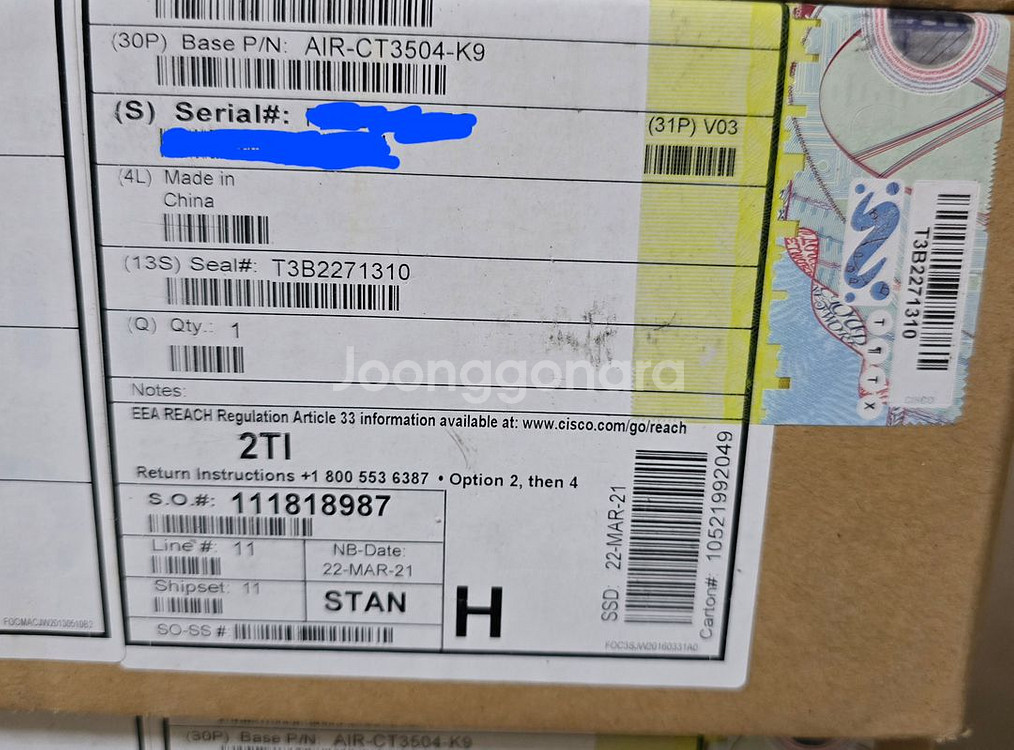 (30P) Base P/N: AIR-CT3504-K9
(S) Serial#:
(31P) V03
(4L) Made in
China
(13S) Seal#: T3B2271310
(Q) Qty.: 1
Joonggonara
Notes:
EEA REACH Regulation Article 33 information available at: www.cisco.com/go/reach
2TI
Return Instructions +1 800 553 6387 • Option 2, then 4
S.O.#: 111818987
Line #: 11
NB-Date:
22-MAR-21
Shipset: 11
STAN
SO-SS #
H
SSD: 22-MAR-21
Carton#: 10521992049
T3B2271310
T
T
X
CISCO
(30P) Base P/N: AIR-CT3504-K9